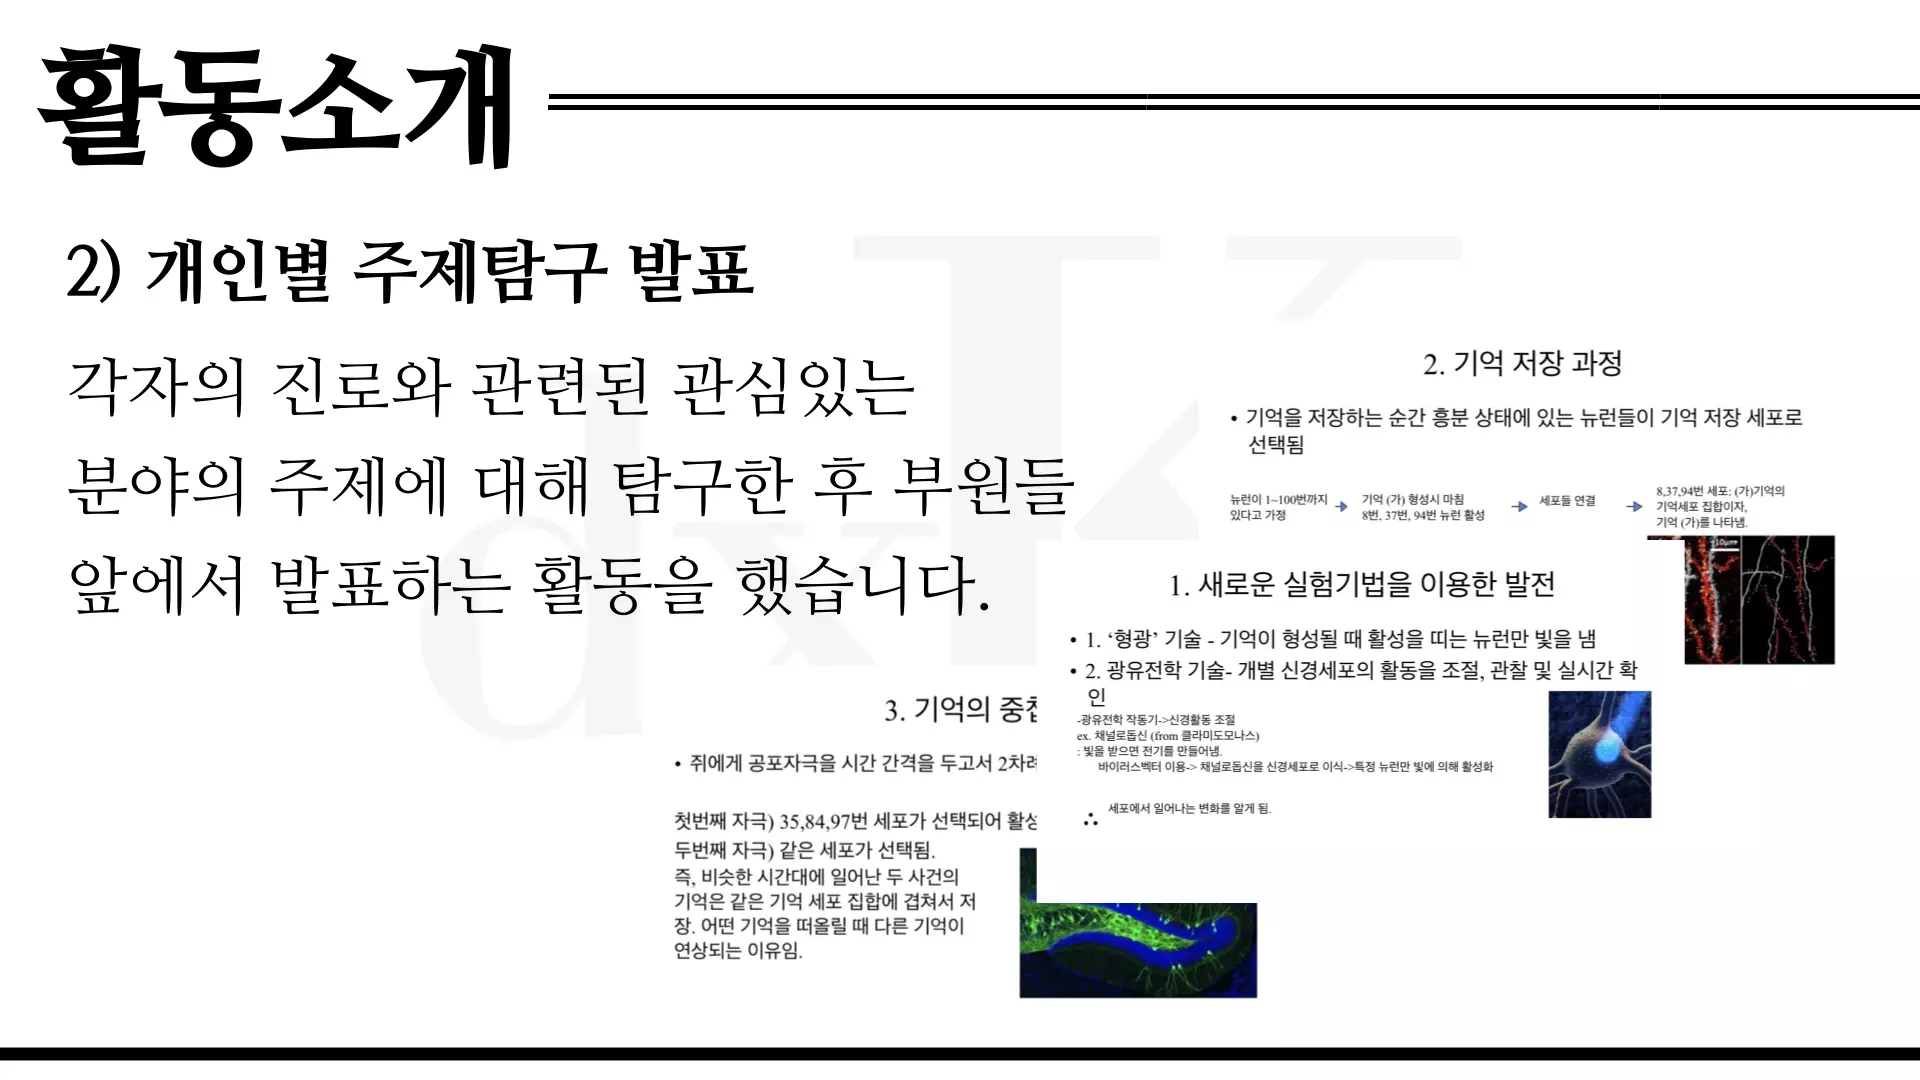 활동소개
2) 개인별 주제탐구 발표
각자의 진로와 관련된 관심있는
분야의 주제에 대해 탐구한 후 부원들
앞에서 발표하는 활동을 했습니다.
2. 기억 저장 과정
• 기억을 저장하는 순간 흥분 상태에 있는 뉴런들이 기억 저장 세포로
선택됨
뉴런이 1~100번까지
있다고 가정
기억 (가) 형성시 마침
8번, 37번, 94번 뉴런 활성
세포들 연결
8,37,94번 세포: (가)기억의
기억세포 집합이자,
기억 (가)를 나타냄.
10μm
1. 새로운 실험기법을 이용한 발전
• 1. ‘형광’ 기술 - 기억이 형성될 때 활성을 띠는 뉴런만 빛을 냄
• 2. 광유전학 기술- 개별 신경세포의 활동을 조절, 관찰 및 실시간 확
인
-광유전학 작동기->신경활동 조절
ex. 채널로돕신 (from 클라미도모나스)
: 빛을 받으면 전기를 만들어냄.
바이러스벡터 이용-> 채널로돕신을 신경세포로 이식->특정 뉴런만 빛에 의해 활성화
∴ 세포에서 일어나는 변화를 알게 됨.
3. 기억의
• 쥐에게 공포자극을 시간 간격을 두고서 2차례
첫번째 자극) 35,84,97번 세포가 선택되어 활성
두번째 자극) 같은 세포가 선택됨.
즉, 비슷한 시간대에 일어난 두 사건의
기억은 같은 기억 세포 집합에 겹쳐서 저
장. 어떤 기억을 떠올릴 때 다른 기억이
연상되는 이유임.
dxk